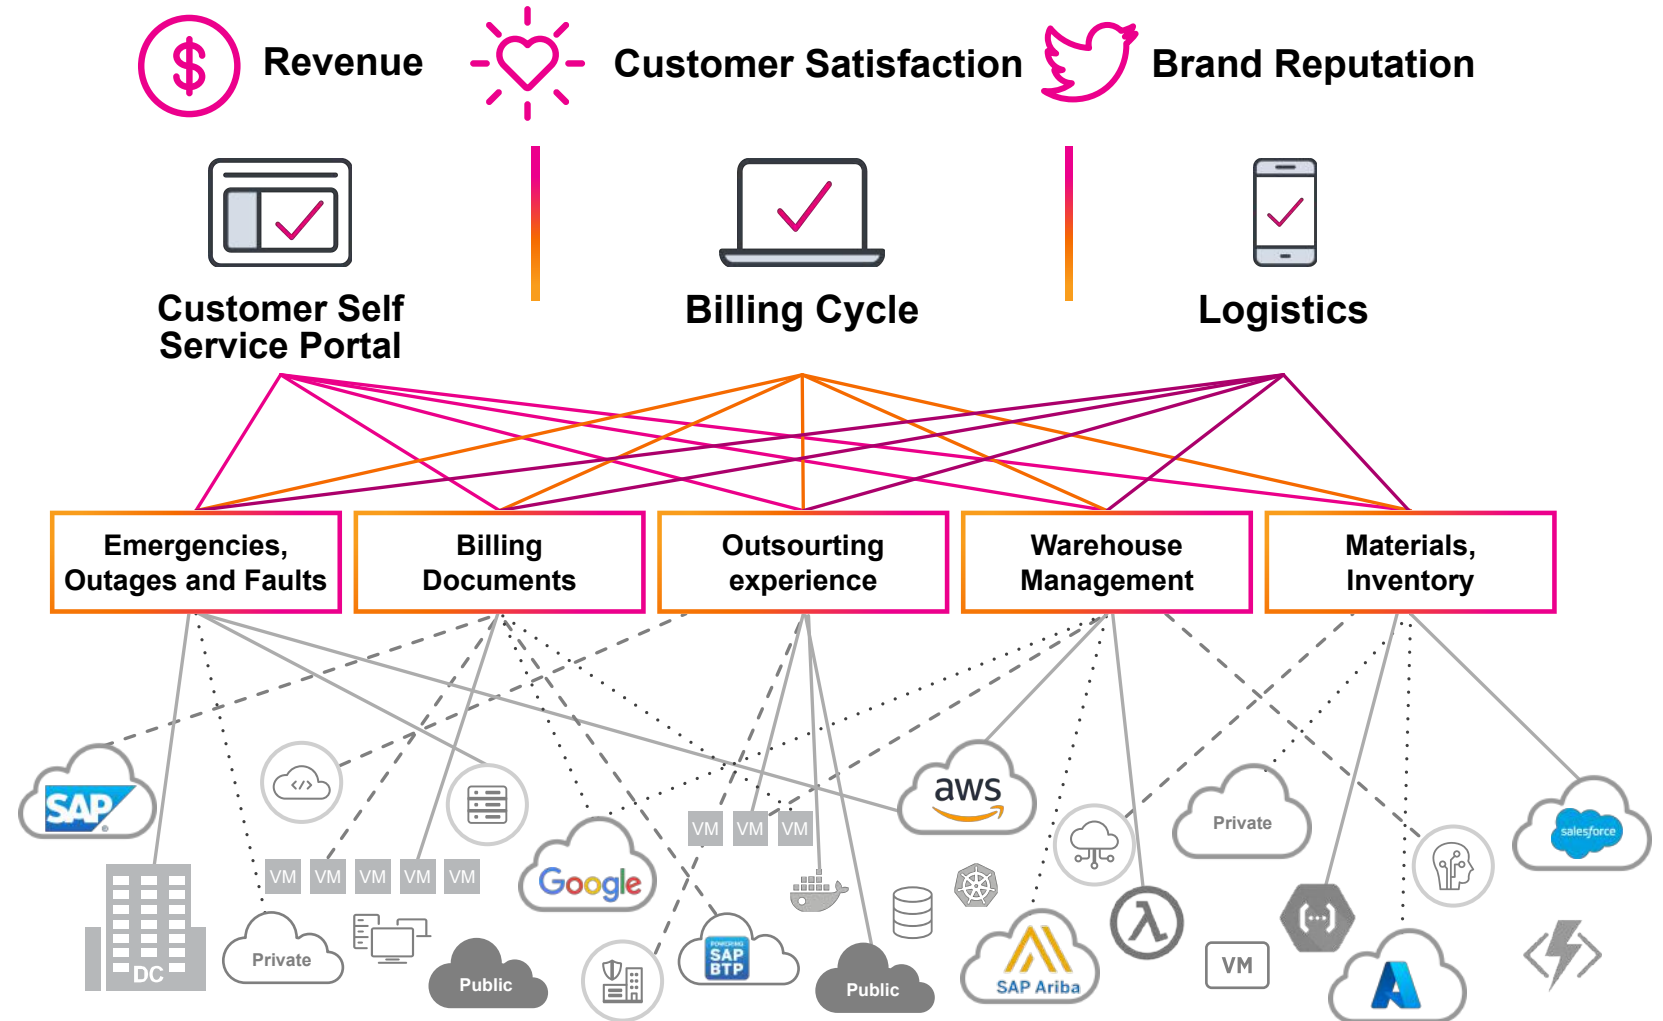 Revenue
Customer Satisfaction
Brand Reputation
Customer Self
Service Portal
Billing Cycle
Logistics
Emergencies,
Outages and Faults
Billing
Documents
Outsourting
experience
Warehouse
Management
Materials,
Inventory
SAP
</>
aws
Private
salesforce
VM VM VM
VM VM VM VM VM
Google
DC
Private
Public
POWERING
SAP
BTP
Public
SAP Ariba
λ
VM